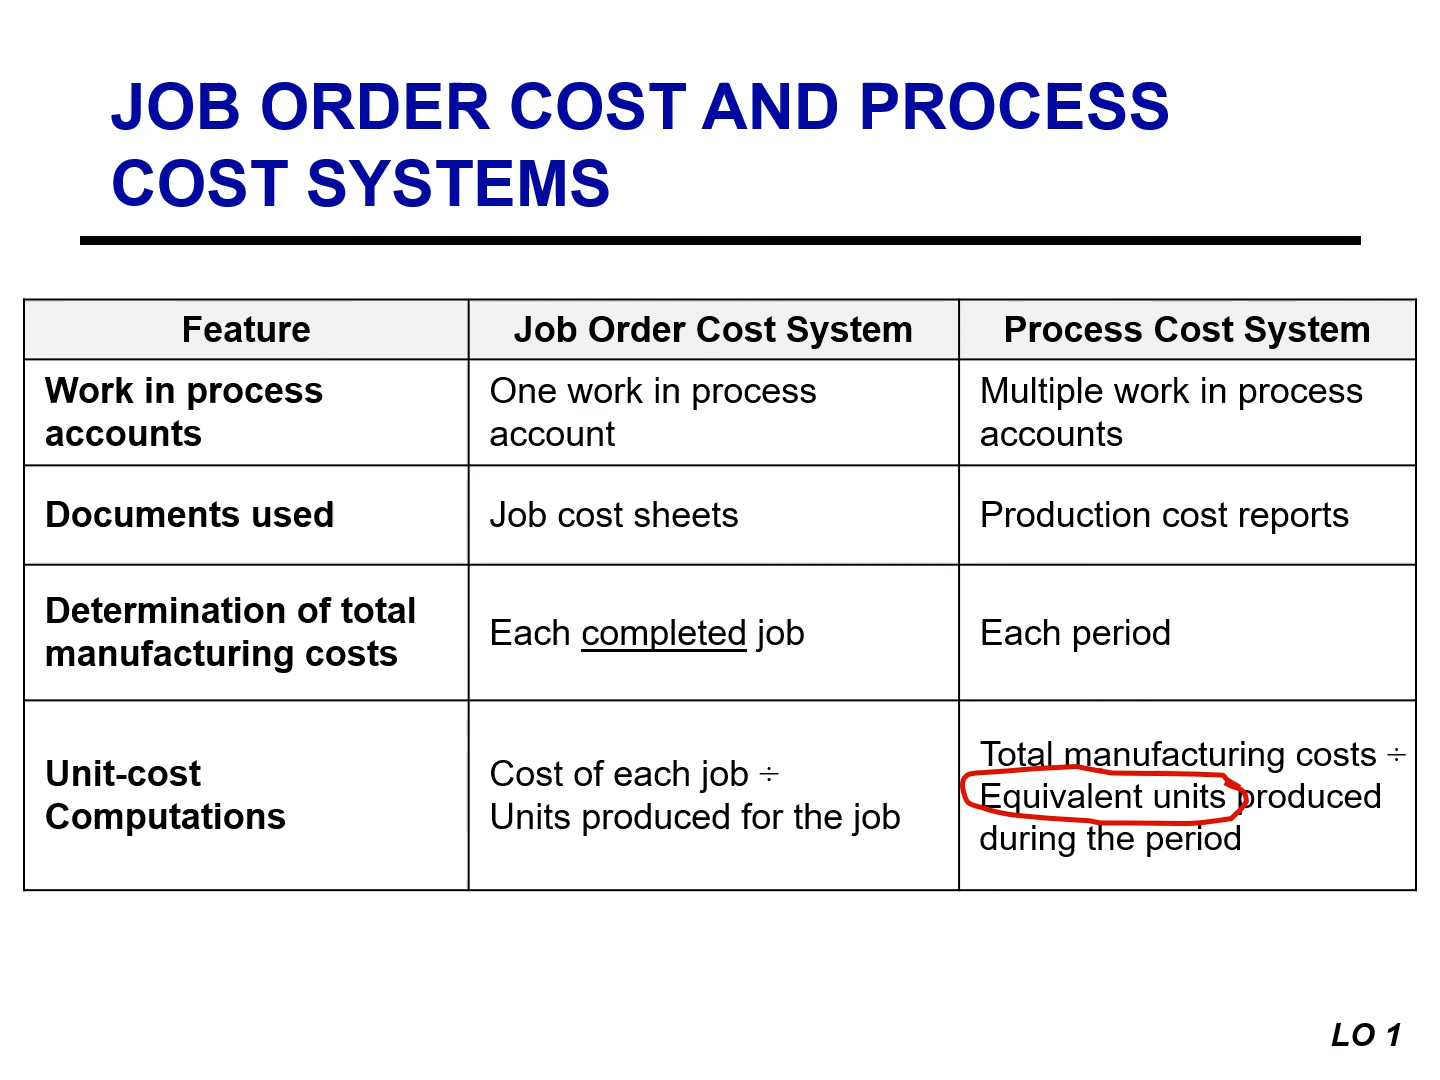 JOB ORDER COST AND PROCESS
COST SYSTEMS
Feature
Job Order Cost System
Process Cost System
Work in process
accounts
One work in process
account
Multiple work in process
accounts
Documents used
Job cost sheets
Production cost reports
Determination of total
manufacturing costs
Each completed job
Each period
Unit-cost
Computations
Cost of each job ÷
Units produced for the job
Total manufacturing costs ÷
Equivalent units produced
during the period
LO 1